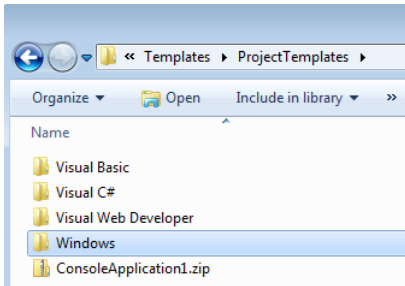 « Templates ▸ ProjectTemplates ▸
Organize ▾ Open Include in library ▾ »
Name
Visual Basic
Visual C#
Visual Web Developer
Windows
ConsoleApplication1.zip